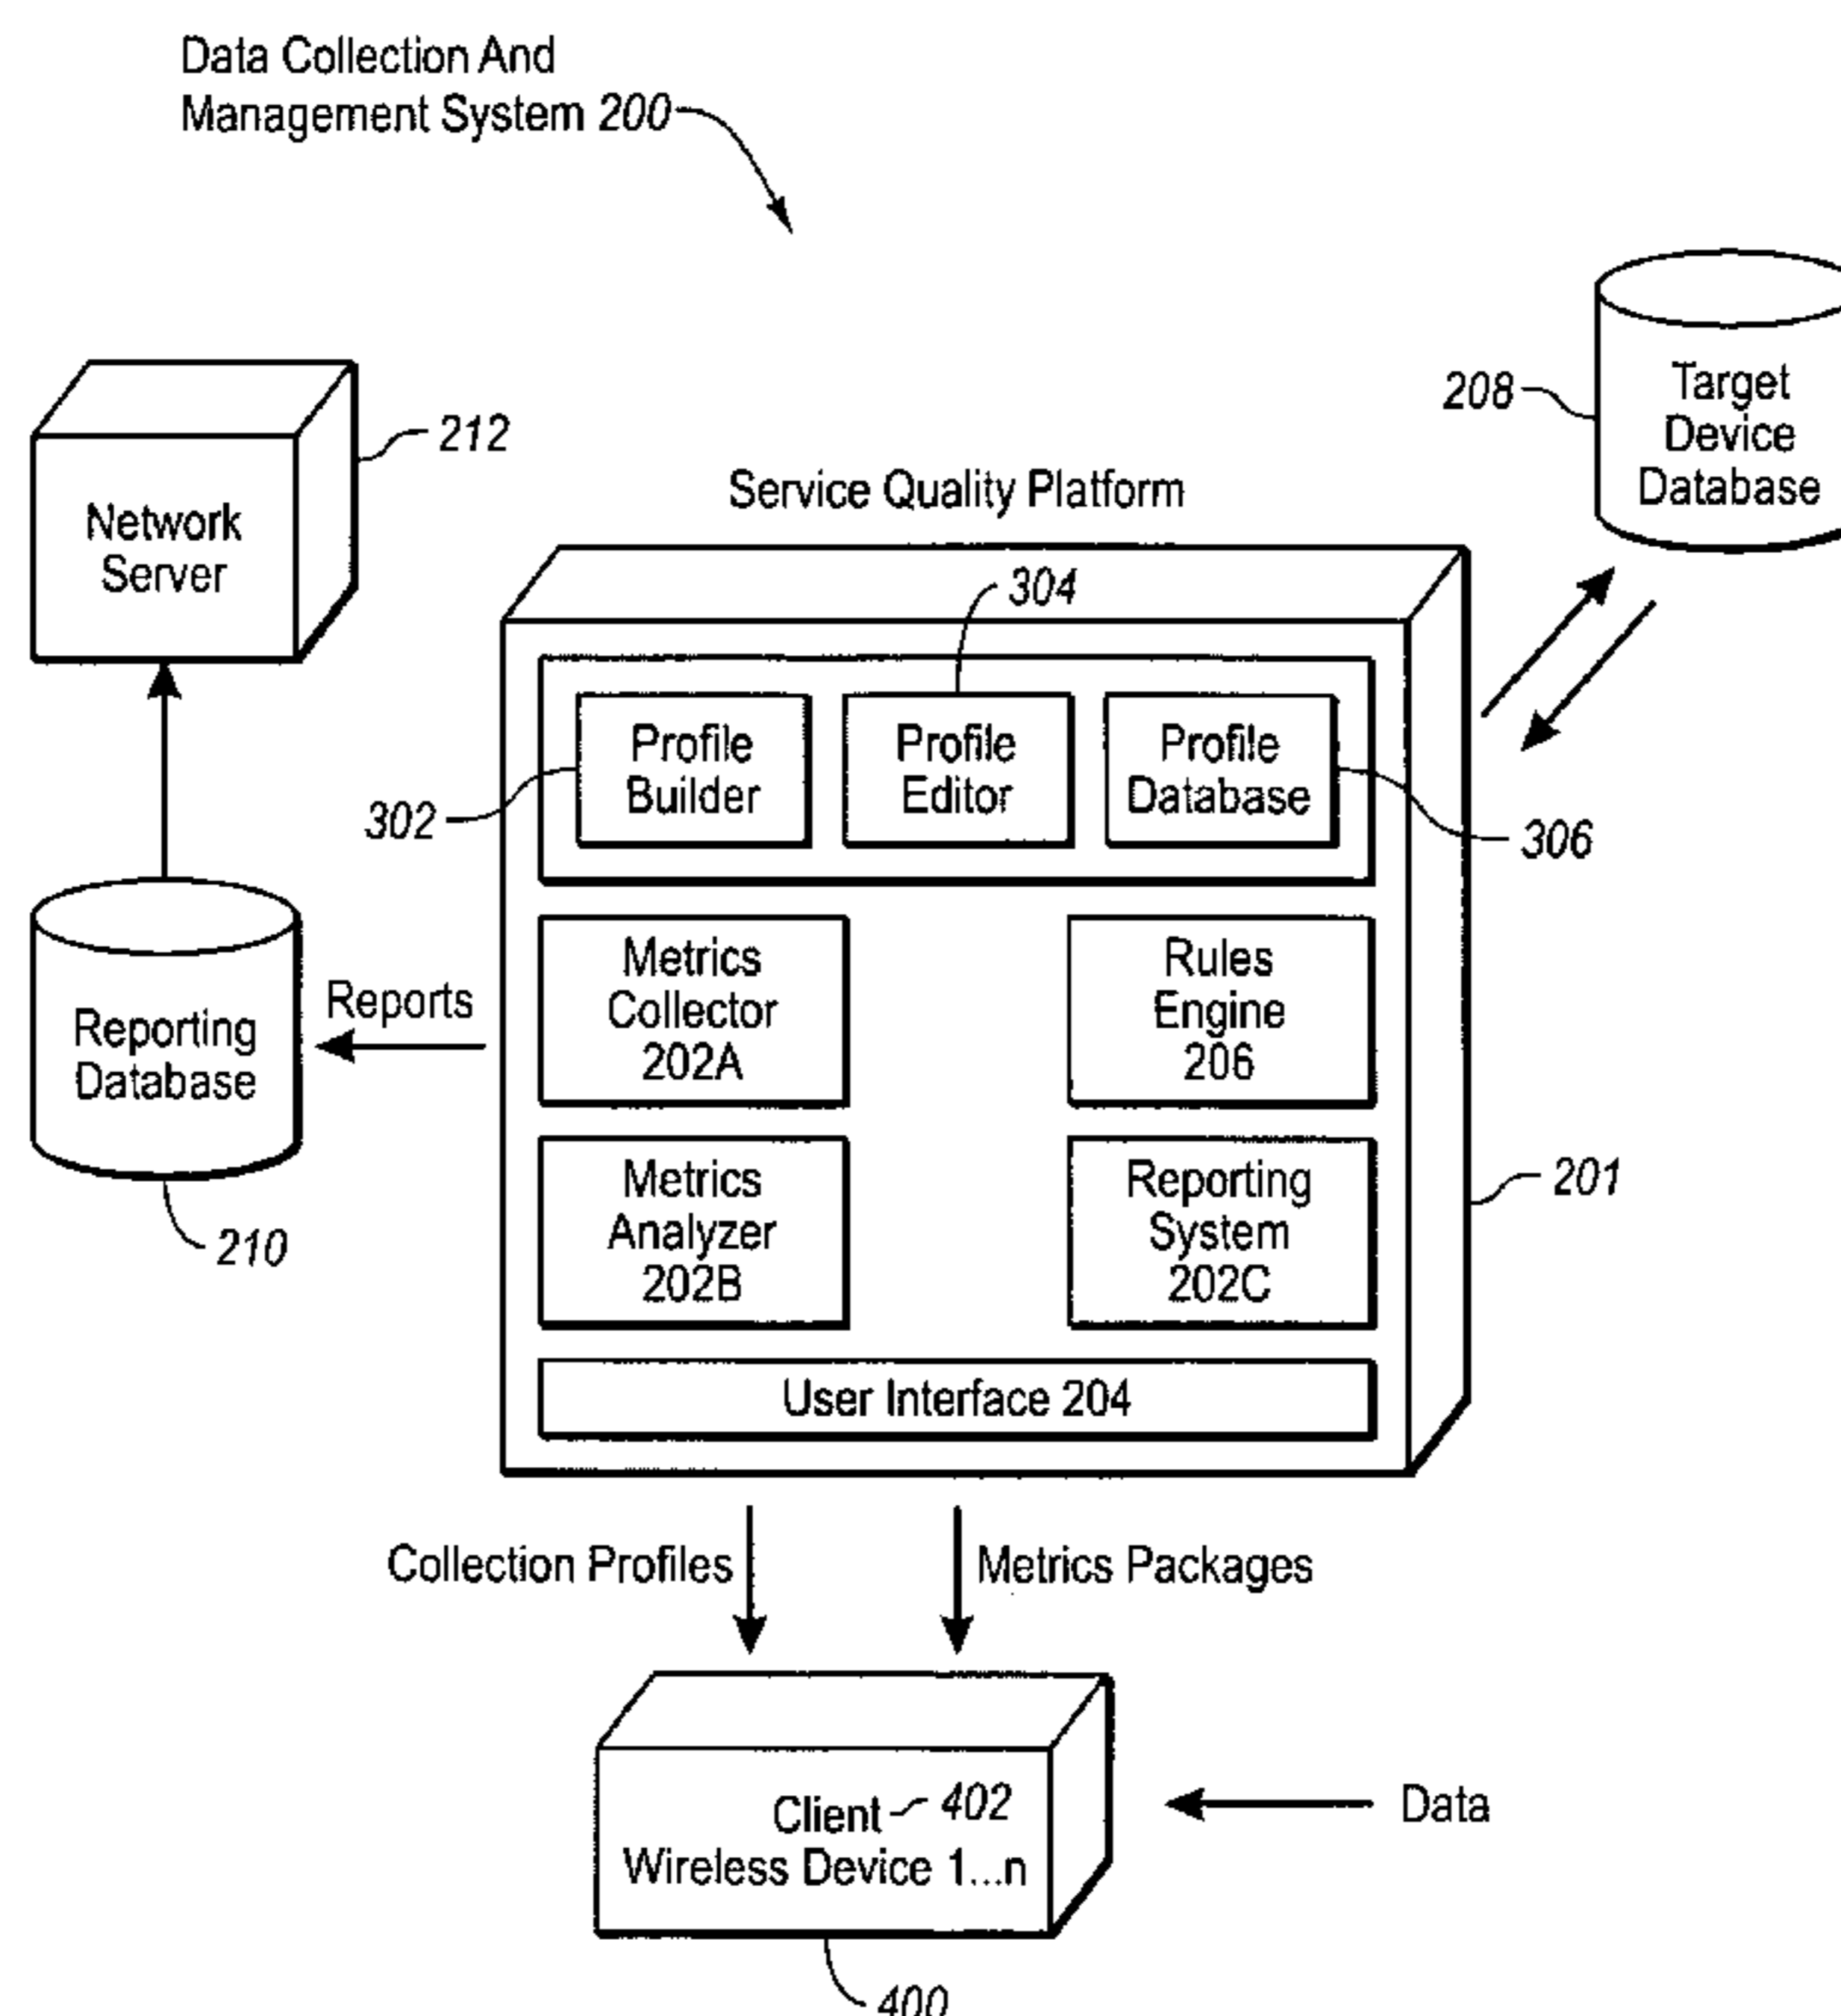 Data Collection And
Management System 200
208
Target
Device
Database
212
Network
Server
Service Quality Platform
304
Profile
Builder
Profile
Editor
Profile
Database
302
306
Metrics
Collector
202A
Rules
Engine
206
Reports
Reporting
Database
210
Metrics
Analyzer
202B
Reporting
System
202C
201
User Interface 204
Collection Profiles
Metrics Packages
Client 402
Wireless Device 1...n
Data
400